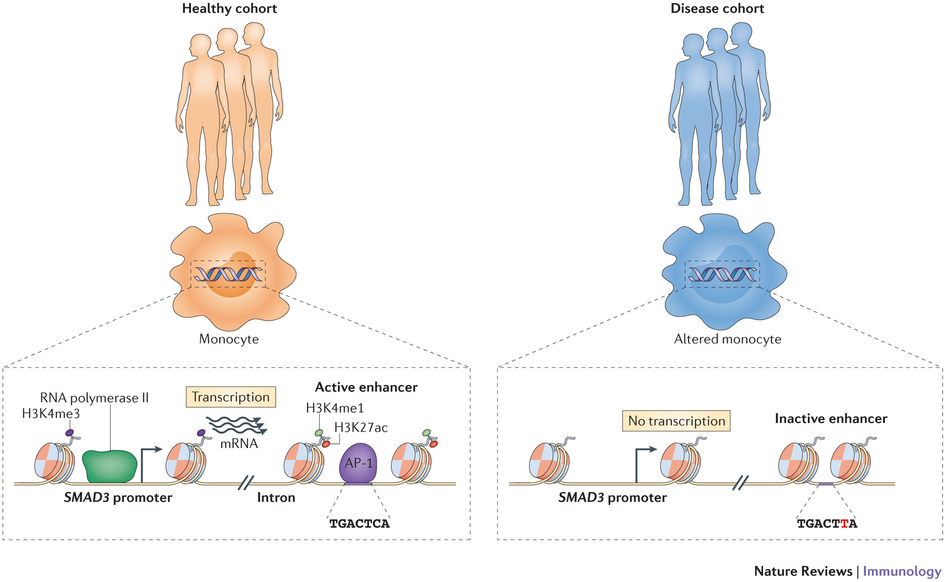 Healthy cohort
Disease cohort
Monocyte
Altered monocyte
RNA polymerase II
H3K4me3
Transcription
mRNA
Active enhancer
H3K4me1
H3K27ac
AP-1
SMAD3 promoter
Intron
TGACTCA
No transcription
Inactive enhancer
SMAD3 promoter
TGACTTA
Nature Reviews | Immunology